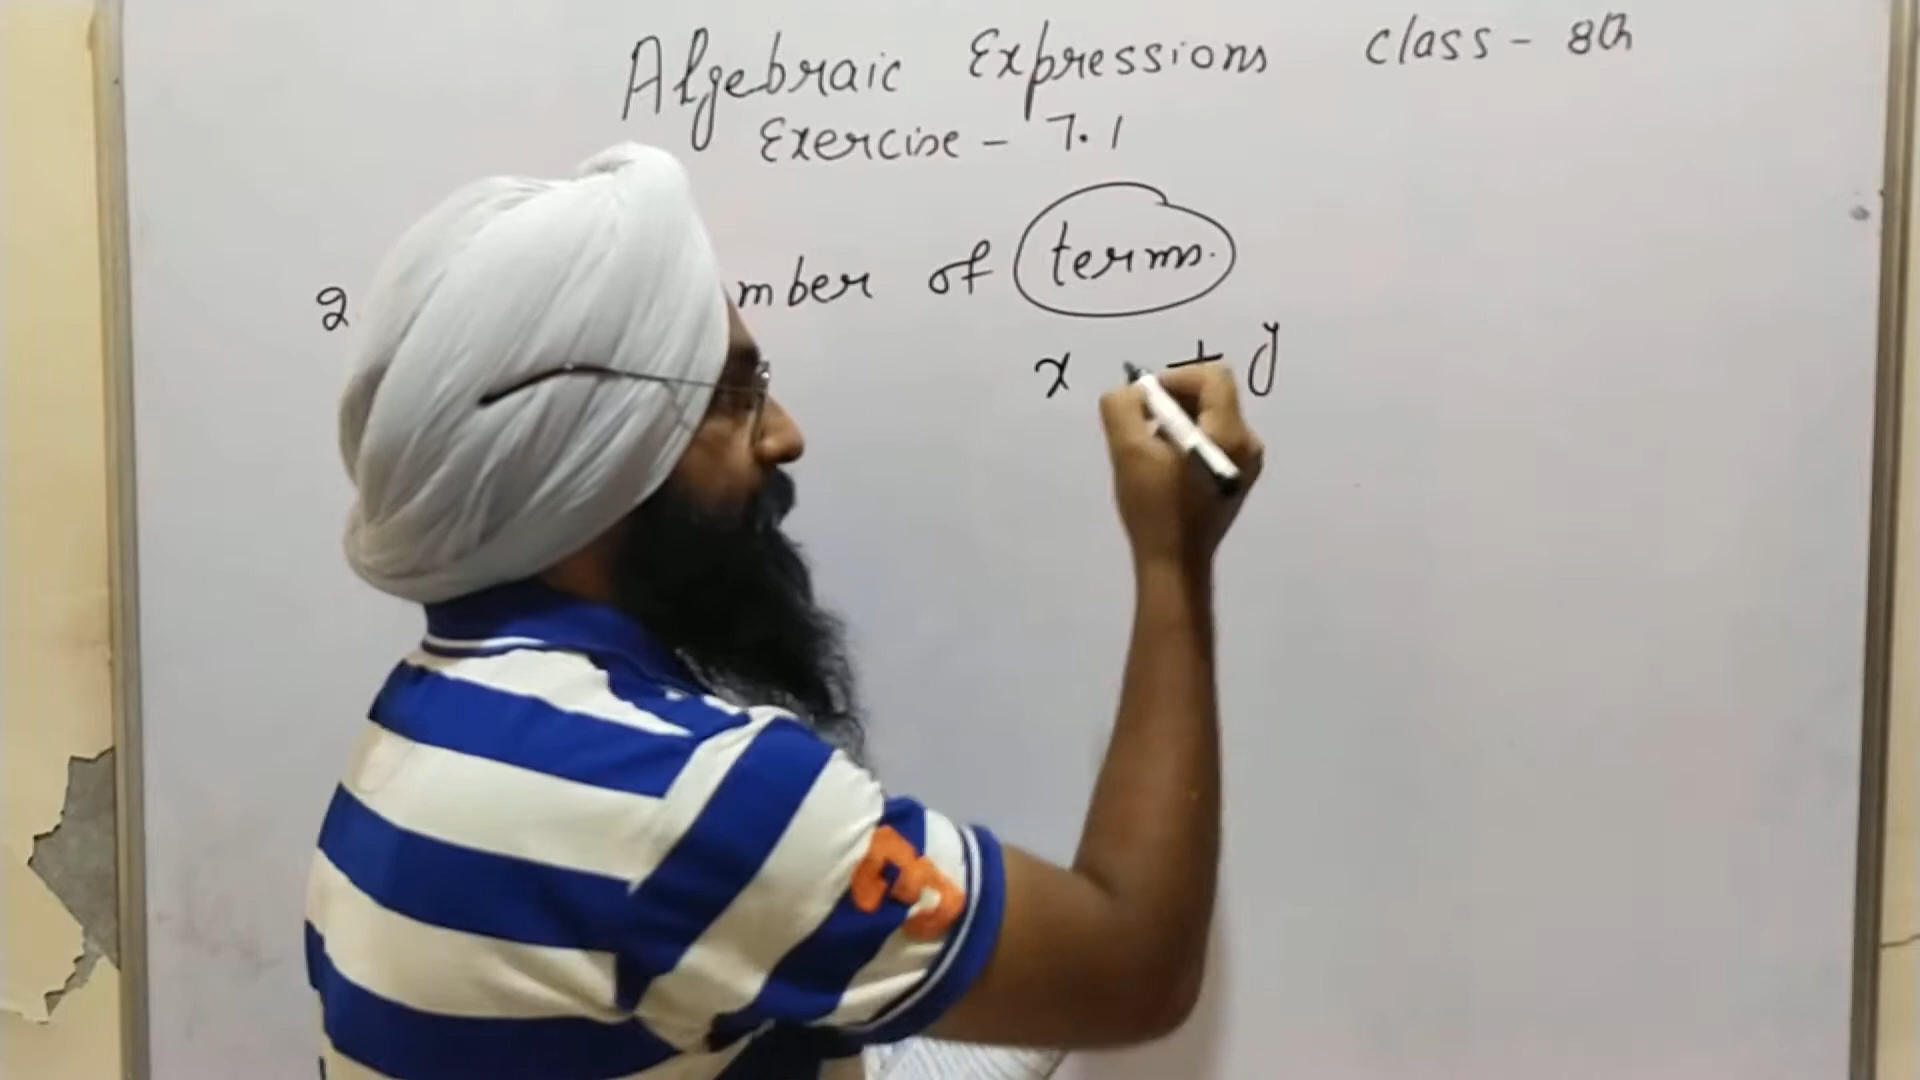 Algebraic Expressions class - 8th
Exercise - 7.1
2 mber of terms.
x + y